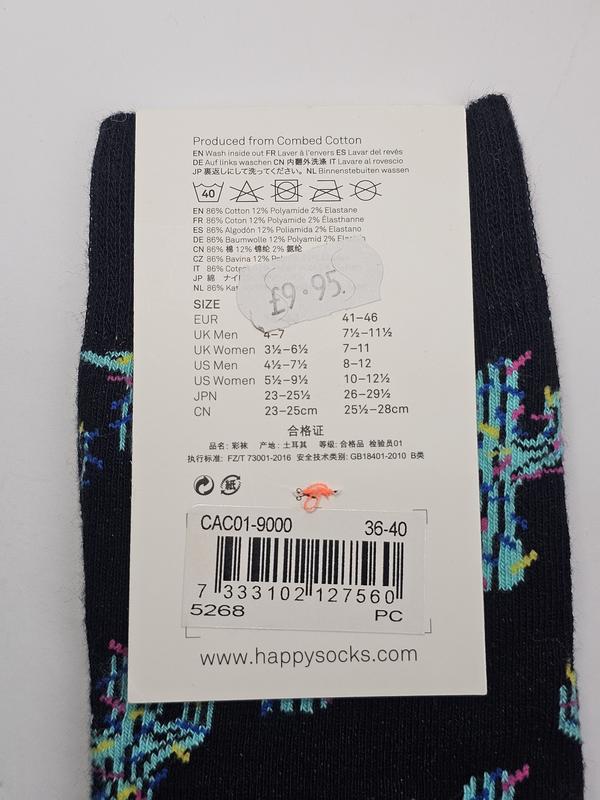 Produced from Combed Cotton
EN Wash inside out FR Laver à l'envers ES Lavar del revés
DE Auf links waschen CN 内翻外洗涤 IT Lavare al rovescio
JP 裏返しにして洗ってください。 NL Binnenstebuiten wassen
40
EN 86% Cotton 12% Polyamide 2% Elastane
FR 86% Coton 12% Polyamide 2% Élasthanne
ES 86% Algodón 12% Poliamida 2% Elastano
DE 86% Baumwolle 12% Polyamid 2%
CN 86% 棉 12% 锦纶 2% 氨纶
CZ 86% Bavlna 12%
IT 86%
JP 綿
NL 86%
£9.95.
SIZE
EUR 41-46
UK Men 4-7 7½-11½
UK Women 3½-6½ 7-11
US Men 4½-7½ 8-12
US Women 5½-9½ 10-12½
JPN 23-25½ 26-29½
CN 23-25cm 25½-28cm
合格证
品名: 彩袜 产地: 土耳其 等级: 合格品 检验员01
执行标准: FZ/T 73001-2016 安全技术类别: GB18401-2010 B类
紙
CAC01-9000 36-40
7 333102 127560
5268 PC
www.happysocks.com